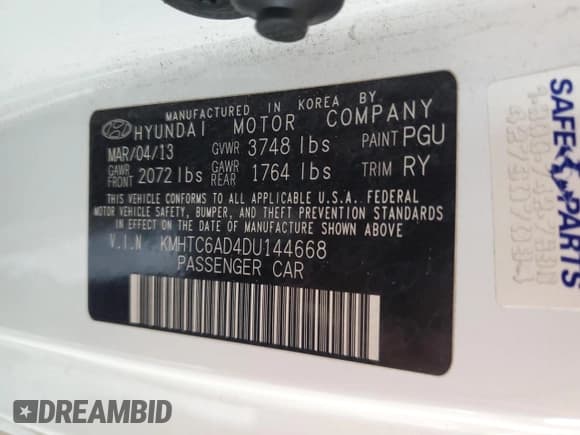 MANUFACTURED IN KOREA BY
HYUNDAI MOTOR COMPANY
MAR/04/13 GVWR 3748 lbs PAINT PGU
GAWR FRONT 2072 lbs GAWR REAR 1764 lbs TRIM RY
THIS VEHICLE CONFORMS TO ALL APPLICABLE U.S.A. FEDERAL
MOTOR VEHICLE SAFETY, BUMPER, AND THEFT PREVENTION STANDARDS
IN EFFECT ON THE DATE OF MANUFACTURE SHOWN ABOVE.
V.I.N KMHTC6AD4DU144668
PASSENGER CAR
SAFE PARTS
DREAMBID